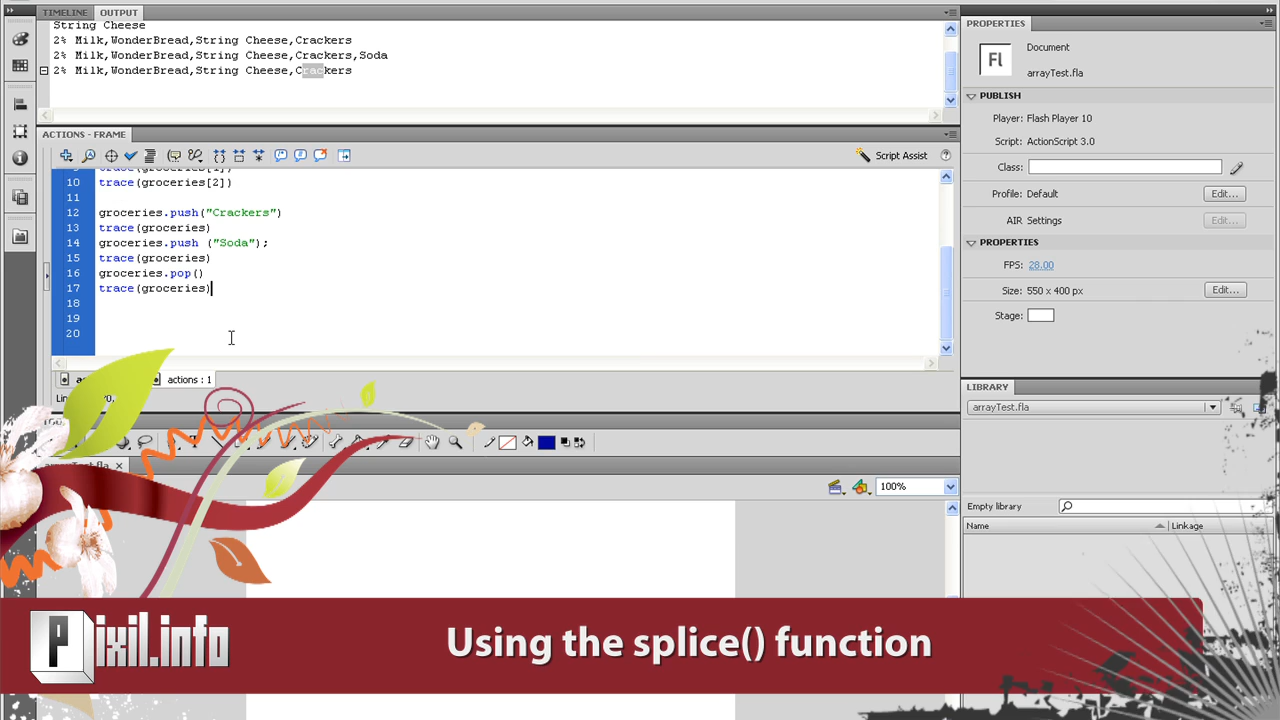 TIMELINE OUTPUT
String Cheese
2% Milk,WonderBread,String Cheese,Crackers
2% Milk,WonderBread,String Cheese,Crackers,Soda
2% Milk,WonderBread,String Cheese,Crackers
ACTIONS - FRAME
Script Assist
trace(groceries[1])
10 trace(groceries[2])
11
12 groceries.push("Crackers")
13 trace(groceries)
14 groceries.push ("Soda");
15 trace(groceries)
16 groceries.pop()
17 trace(groceries)
18
19
20
actions : 1
arrayTest.fla
100%
PROPERTIES
Fl
Document
arrayTest.fla
PUBLISH
Player: Flash Player 10
Script: ActionScript 3.0
Class:
Profile: Default Edit...
AIR Settings Edit...
PROPERTIES
FPS: 28.00
Size: 550 x 400 px Edit...
Stage:
LIBRARY
arrayTest.fla
Empty library
Name Linkage
Pixil.info
Using the splice() function